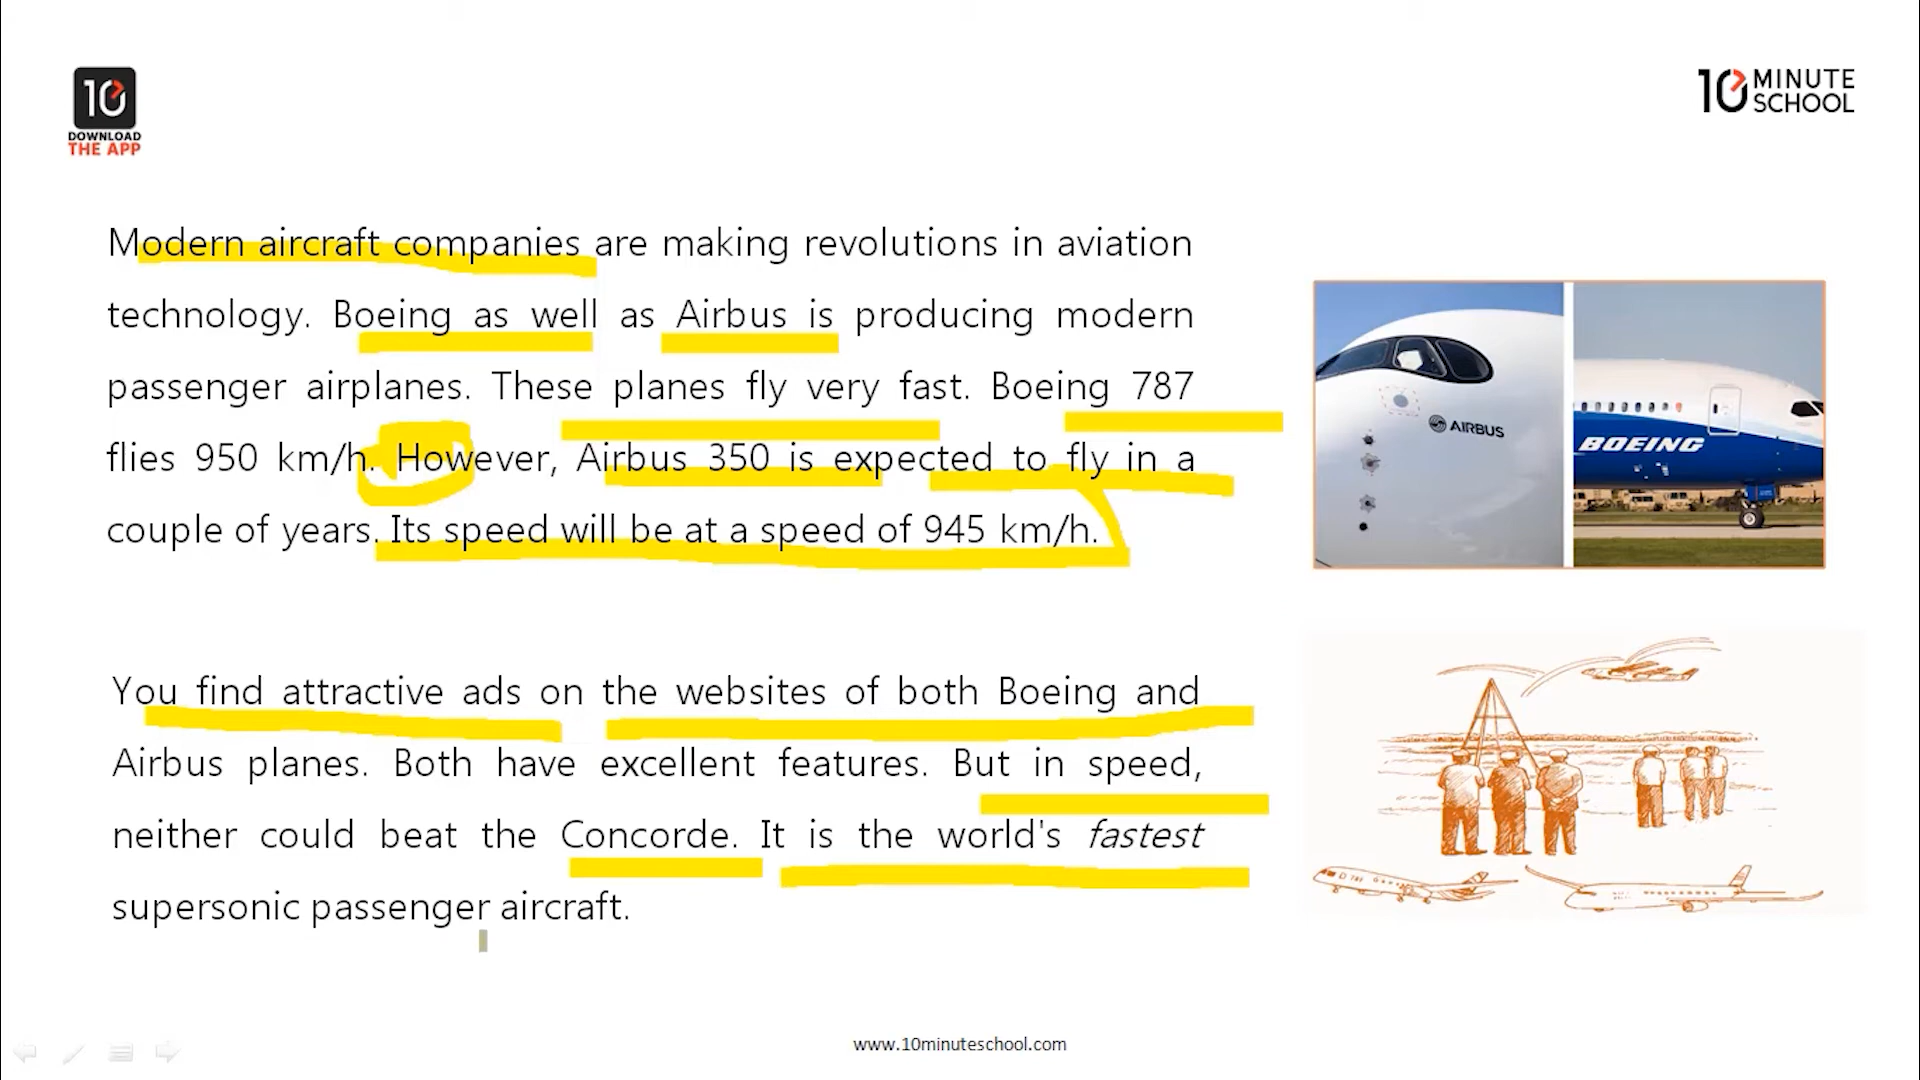 10
DOWNLOAD
THE APP
10 MINUTE
SCHOOL
Modern aircraft companies are making revolutions in aviation
technology. Boeing as well as Airbus is producing modern
passenger airplanes. These planes fly very fast. Boeing 787
flies 950 km/h. However, Airbus 350 is expected to fly in a
couple of years. Its speed will be at a speed of 945 km/h.
AIRBUS
BOEING
You find attractive ads on the websites of both Boeing and
Airbus planes. Both have excellent features. But in speed,
neither could beat the Concorde. It is the world's fastest
supersonic passenger aircraft.
www.10minuteschool.com